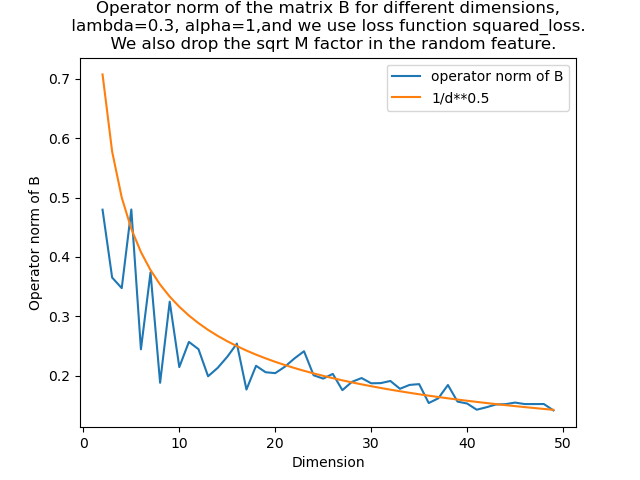 Operator norm of the matrix B for different dimensions,
lambda=0.3, alpha=1,and we use loss function squared_loss.
We also drop the sqrt M factor in the random feature.
operator norm of B
1/d**0.5
0.7
0.6
0.5
0.4
0.3
0.2
Operator norm of B
0
10
20
30
40
50
Dimension